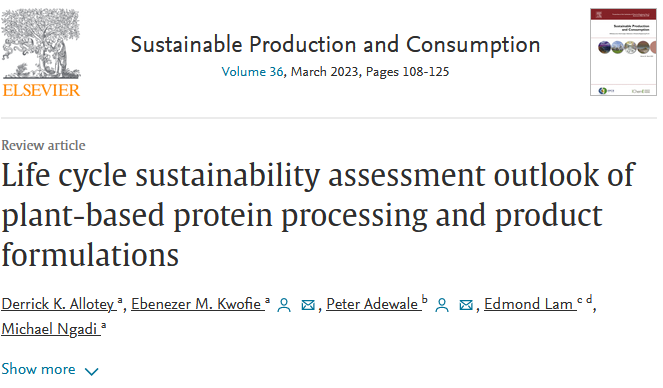 ELSEVIER
Sustainable Production and Consumption
Volume 36, March 2023, Pages 108-125
Review article
Life cycle sustainability assessment outlook of
plant-based protein processing and product
formulations
Derrick K. Allotey a, Ebenezer M. Kwofie a, Peter Adewale b, Edmond Lam c d,
Michael Ngadi a
Show more